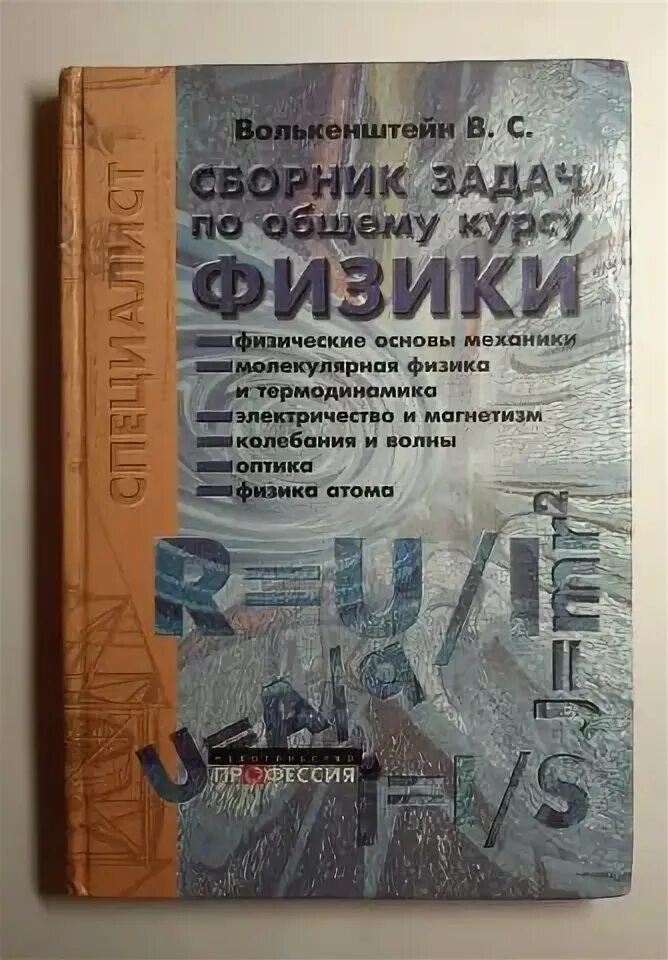 Волькенштейн В. С.
СБОРНИК ЗАДАЧ
по общему курсу
ФИЗИКИ
физические основы механики
молекулярная физика
и термодинамика
электричество и магнетизм
колебания и волны
оптика
физика атома
СПЕЦИАЛИСТ
R=U/I
J=mr²
U=A/q
j=I/S
ПРОФЕССИЯ